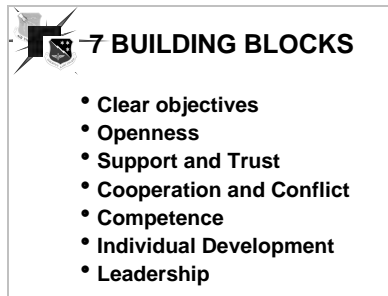 7 BUILDING BLOCKS
• Clear objectives
• Openness
• Support and Trust
• Cooperation and Conflict
• Competence
• Individual Development
• Leadership